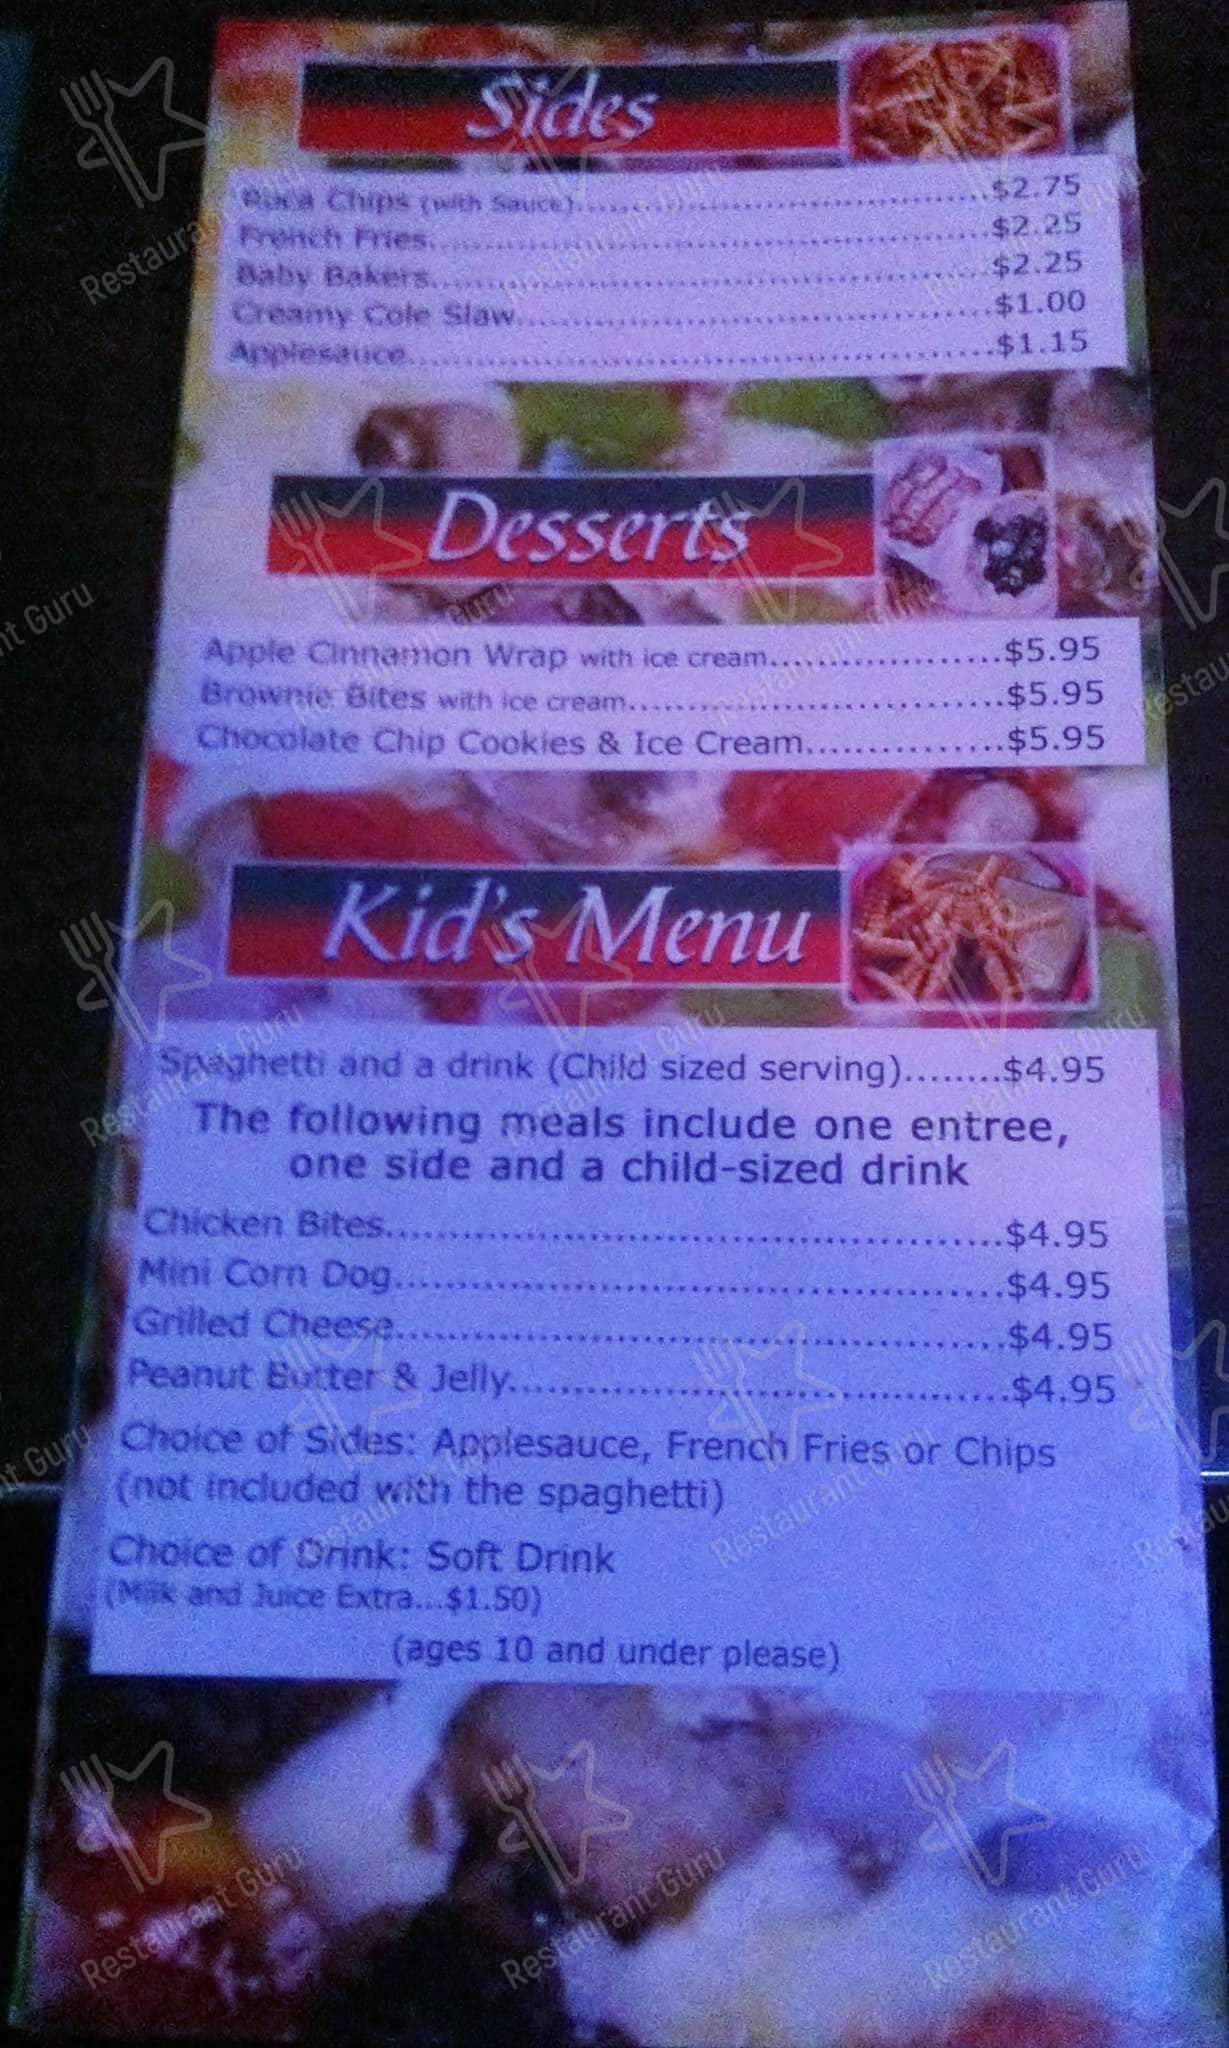 Sides
Roca Chips (with Sauce)..........$2.75
French Fries..........$2.25
Baby Bakers..........$2.25
Creamy Cole Slaw..........$1.00
Applesauce..........$1.15
Desserts
Apple Cinnamon Wrap with ice cream..........$5.95
Brownie Bites with ice cream..........$5.95
Chocolate Chip Cookies & Ice Cream..........$5.95
Kid's Menu
Spaghetti and a drink (Child sized serving)........$4.95
The following meals include one entree,
one side and a child-sized drink
Chicken Bites..........$4.95
Mini Corn Dog..........$4.95
Grilled Cheese..........$4.95
Peanut Butter & Jelly..........$4.95
Choice of Sides: Applesauce, French Fries or Chips
(not included with the spaghetti)
Choice of Drink: Soft Drink
(Milk and Juice Extra...$1.50)
(ages 10 and under please)
Restaurant Guru